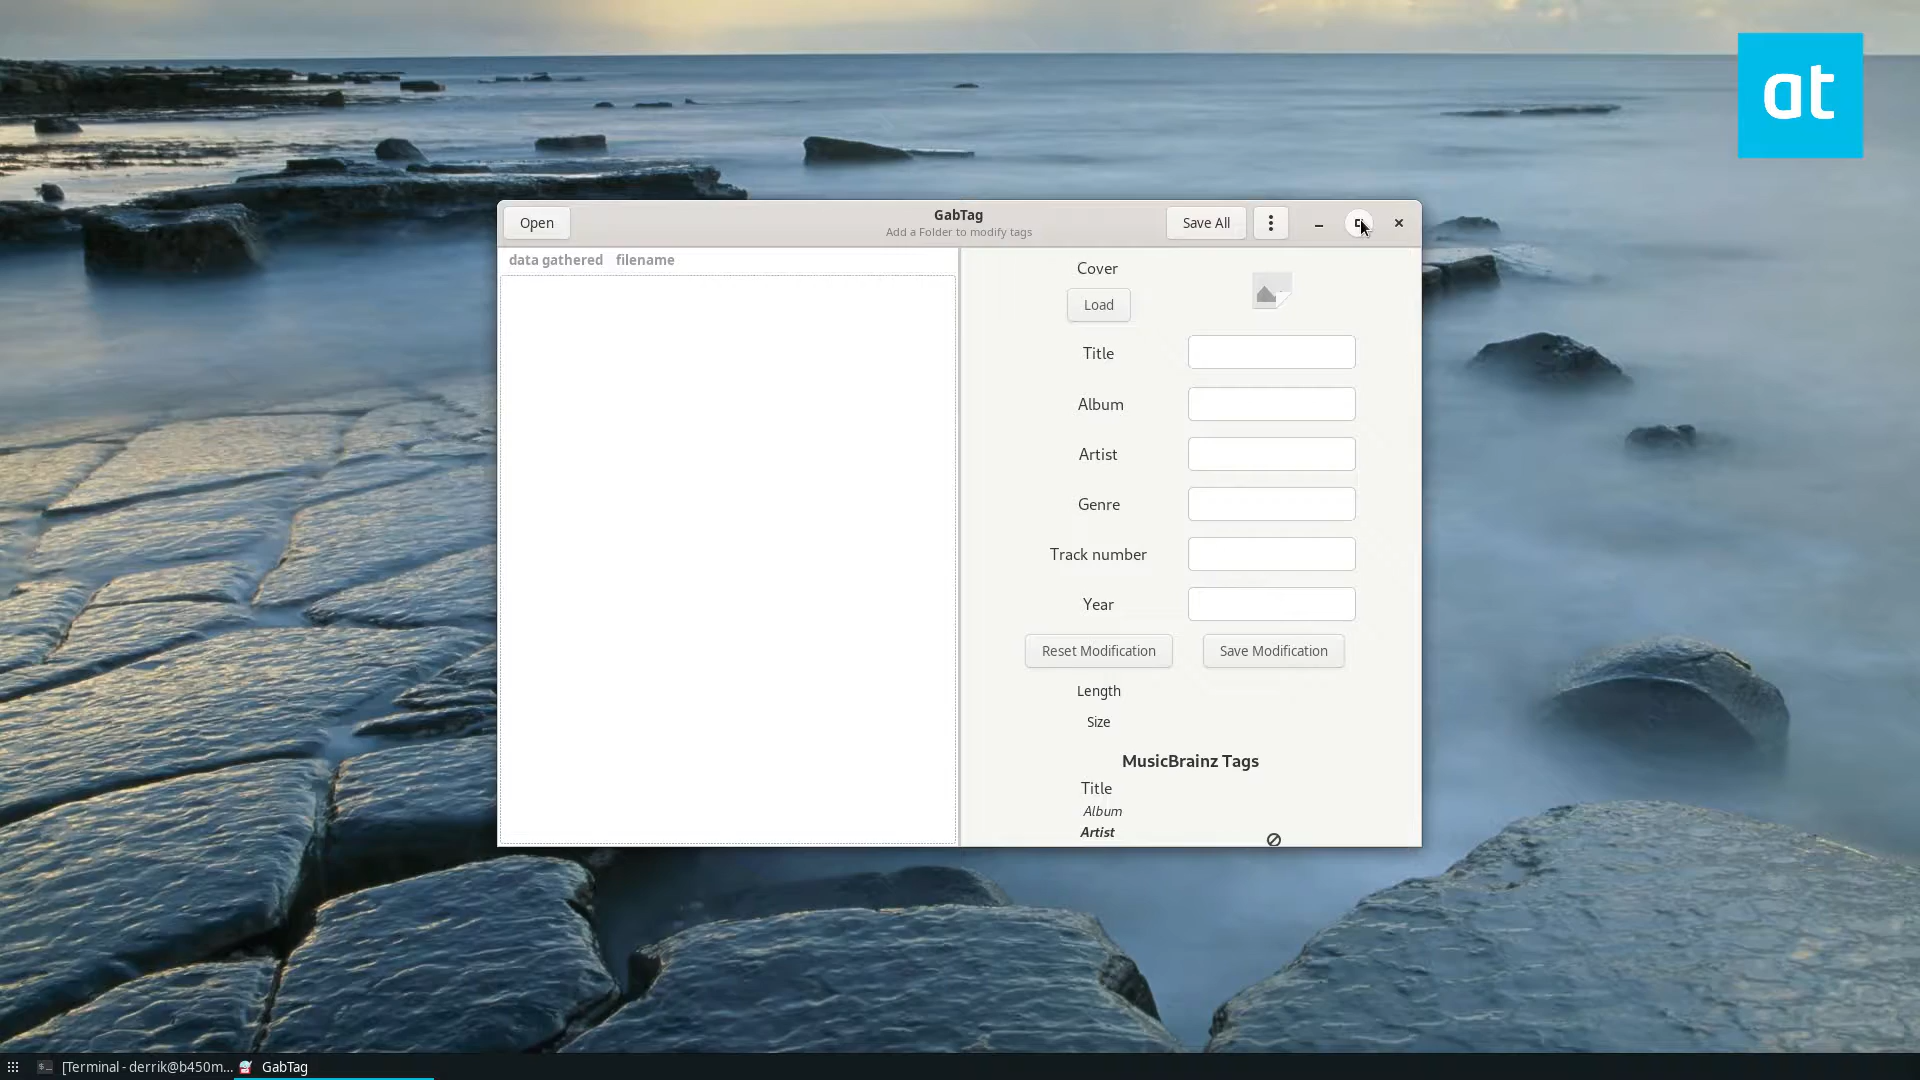 at
GabTag
Add a Folder to modify tags
Open
Save All
data gathered filename
Cover
Load
Title
Album
Artist
Genre
Track number
Year
Reset Modification Save Modification
Length
Size
MusicBrainz Tags
Title
Album
Artist
[Terminal - derrik@b450m... GabTag